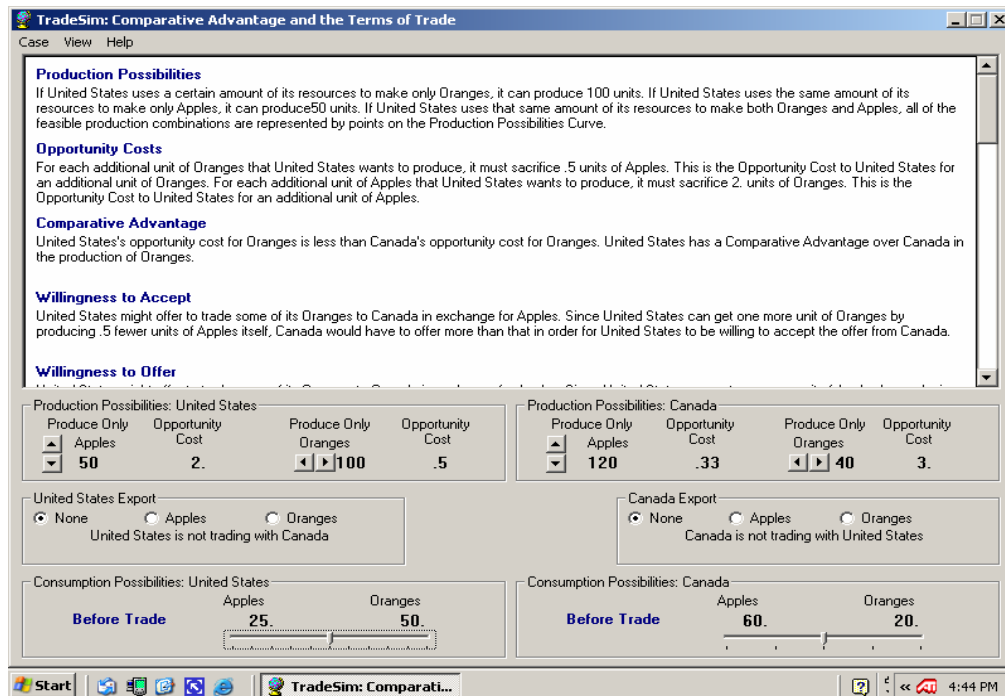 TradeSim: Comparative Advantage and the Terms of Trade
Case View Help
Production Possibilities
If United States uses a certain amount of its resources to make only Oranges, it can produce 100 units. If United States uses the same amount of its
resources to make only Apples, it can produce50 units. If United States uses that same amount of its resources to make both Oranges and Apples, all of the
feasible production combinations are represented by points on the Production Possibilities Curve.
Opportunity Costs
For each additional unit of Oranges that United States wants to produce, it must sacrifice .5 units of Apples. This is the Opportunity Cost to United States for
an additional unit of Oranges. For each additional unit of Apples that United States wants to produce, it must sacrifice 2. units of Oranges. This is the
Opportunity Cost to United States for an additional unit of Apples.
Comparative Advantage
United States's opportunity cost for Oranges is less than Canada's opportunity cost for Oranges. United States has a Comparative Advantage over Canada in
the production of Oranges.
Willingness to Accept
United States might offer to trade some of its Oranges to Canada in exchange for Apples. Since United States can get one more unit of Oranges by
producing .5 fewer units of Apples itself, Canada would have to offer more than that in order for United States to be willing to accept the offer from Canada.
Willingness to Offer
Production Possibilities: United States
Produce Only Opportunity Produce Only Opportunity
Apples Cost Oranges Cost
50 2. 100 .5
Production Possibilities: Canada
Produce Only Opportunity Produce Only Opportunity
Apples Cost Oranges Cost
120 .33 40 3.
United States Export
None Apples Oranges
United States is not trading with Canada
Canada Export
None Apples Oranges
Canada is not trading with United States
Consumption Possibilities: United States
Apples Oranges
Before Trade 25. 50.
Consumption Possibilities: Canada
Apples Oranges
Before Trade 60. 20.
Start
TradeSim: Comparati...
4:44 PM